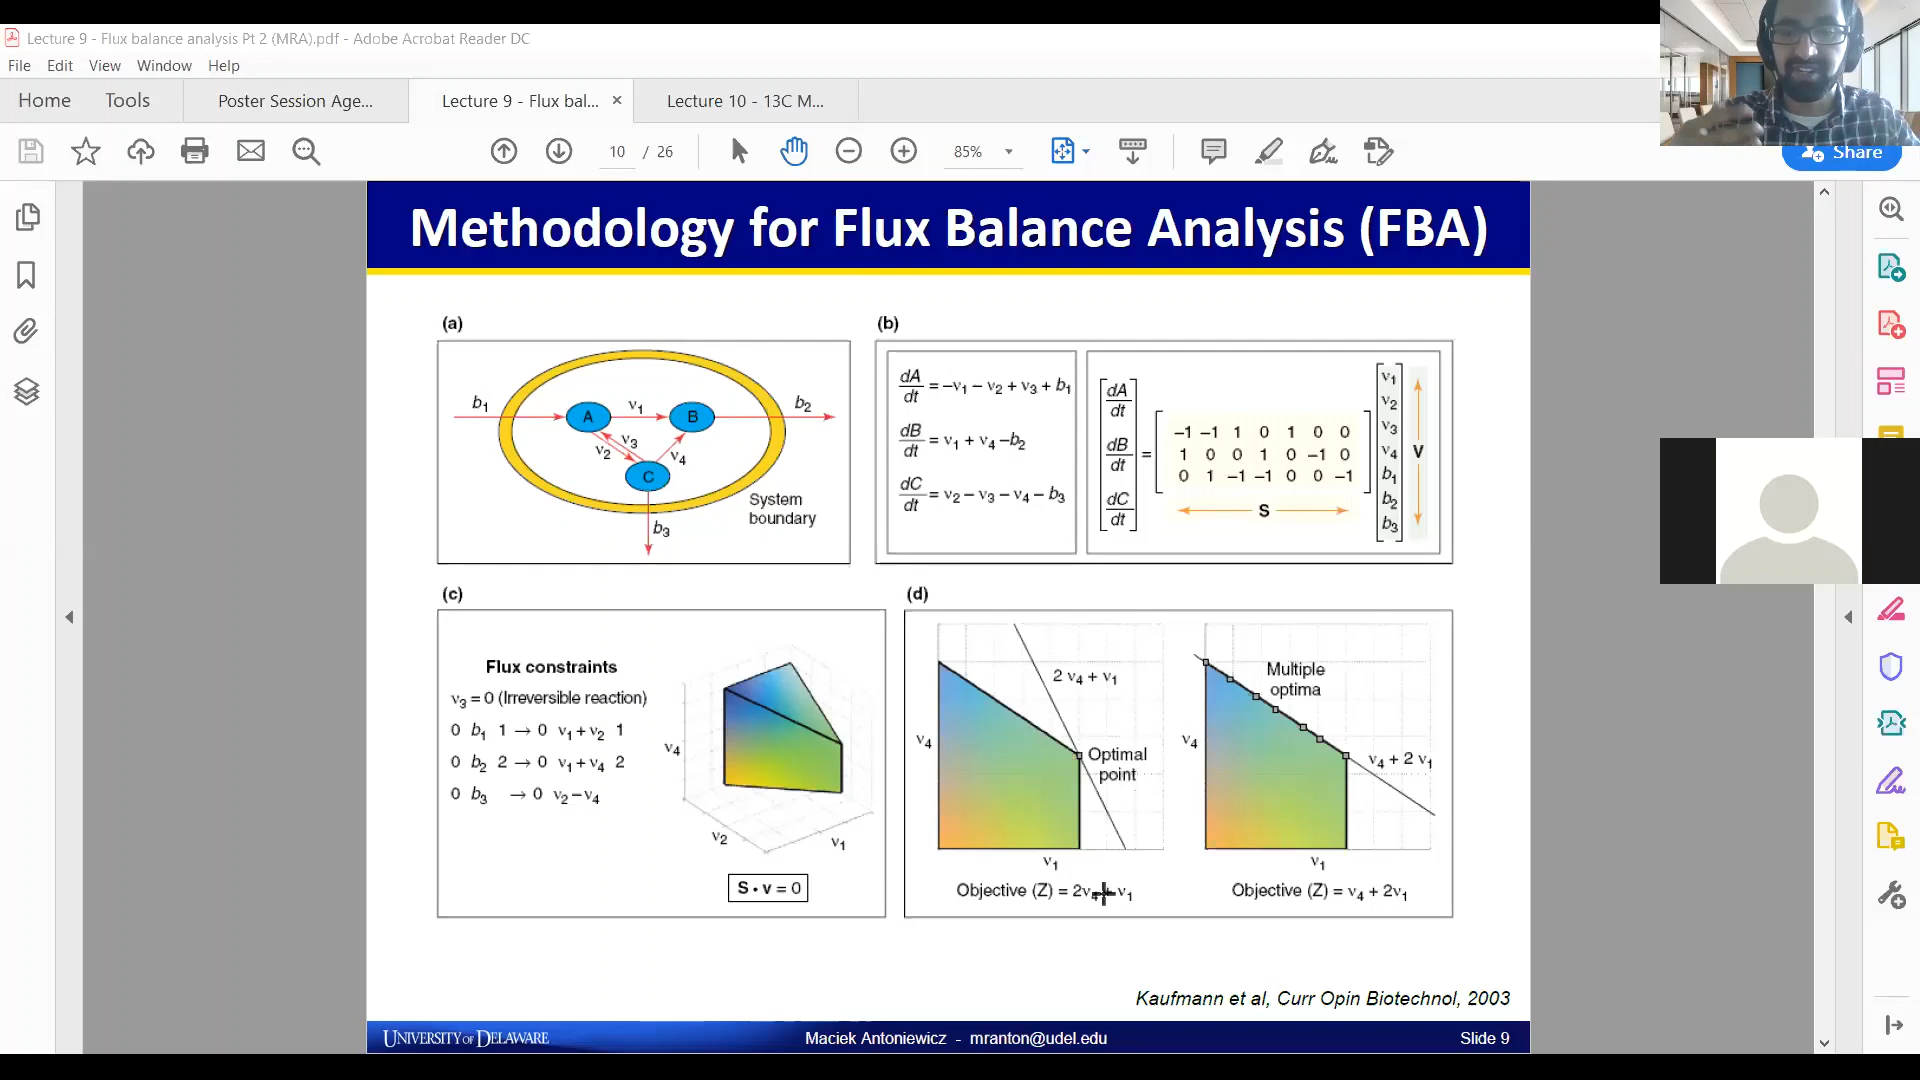 Lecture 9 - Flux balance analysis Pt 2 (MRA).pdf - Adobe Acrobat Reader DC
File Edit View Window Help
Home Tools Poster Session Age... Lecture 9 - Flux bal... × Lecture 10 - 13C M...
10 / 26 85% Share
Methodology for Flux Balance Analysis (FBA)
(a)
b1 A v1 B b2
v3
v2 v4
C
System
boundary
b3
(b)
dA/dt = –v1 – v2 + v3 + b1
dB/dt = v1 + v4 –b2
dC/dt = v2 – v3 – v4 – b3
dA/dt
dB/dt
dC/dt
=
–1 –1 1 0 1 0 0
1 0 0 1 0 –1 0
0 1 –1 –1 0 0 –1
S
v1
v2
v3
v4
b1
b2
b3
V
(c)
Flux constraints
v3 = 0 (Irreversible reaction)
0 b1 1 → 0 v1 + v2 1
0 b2 2 → 0 v1 + v4 2
0 b3 → 0 v2 – v4
v4
v2
v1
S • v = 0
(d)
2 v4 + v1
v4
Optimal
point
v1
Objective (Z) = 2v4 + v1
Multiple
optima
v4
v4 + 2 v1
v1
Objective (Z) = v4 + 2v1
Kaufmann et al, Curr Opin Biotechnol, 2003
UNIVERSITY OF DELAWARE Maciek Antoniewicz - mranton@udel.edu Slide 9